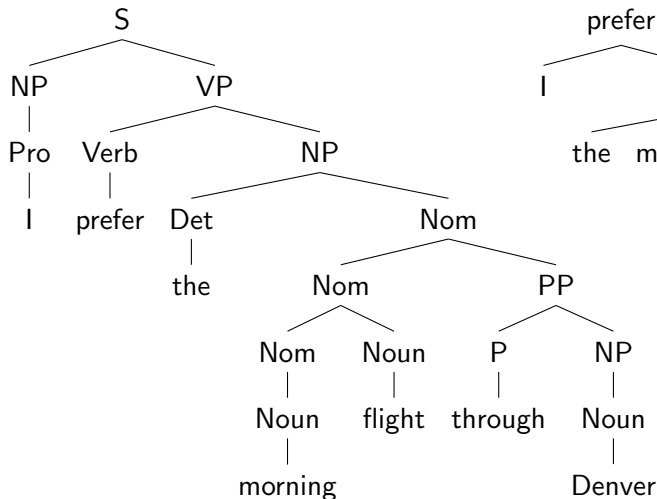 S prefer
NP VP I
Pro Verb NP the
I prefer Det Nom
the Nom PP
Nom Noun P NP
Noun flight through Noun
morning Denver